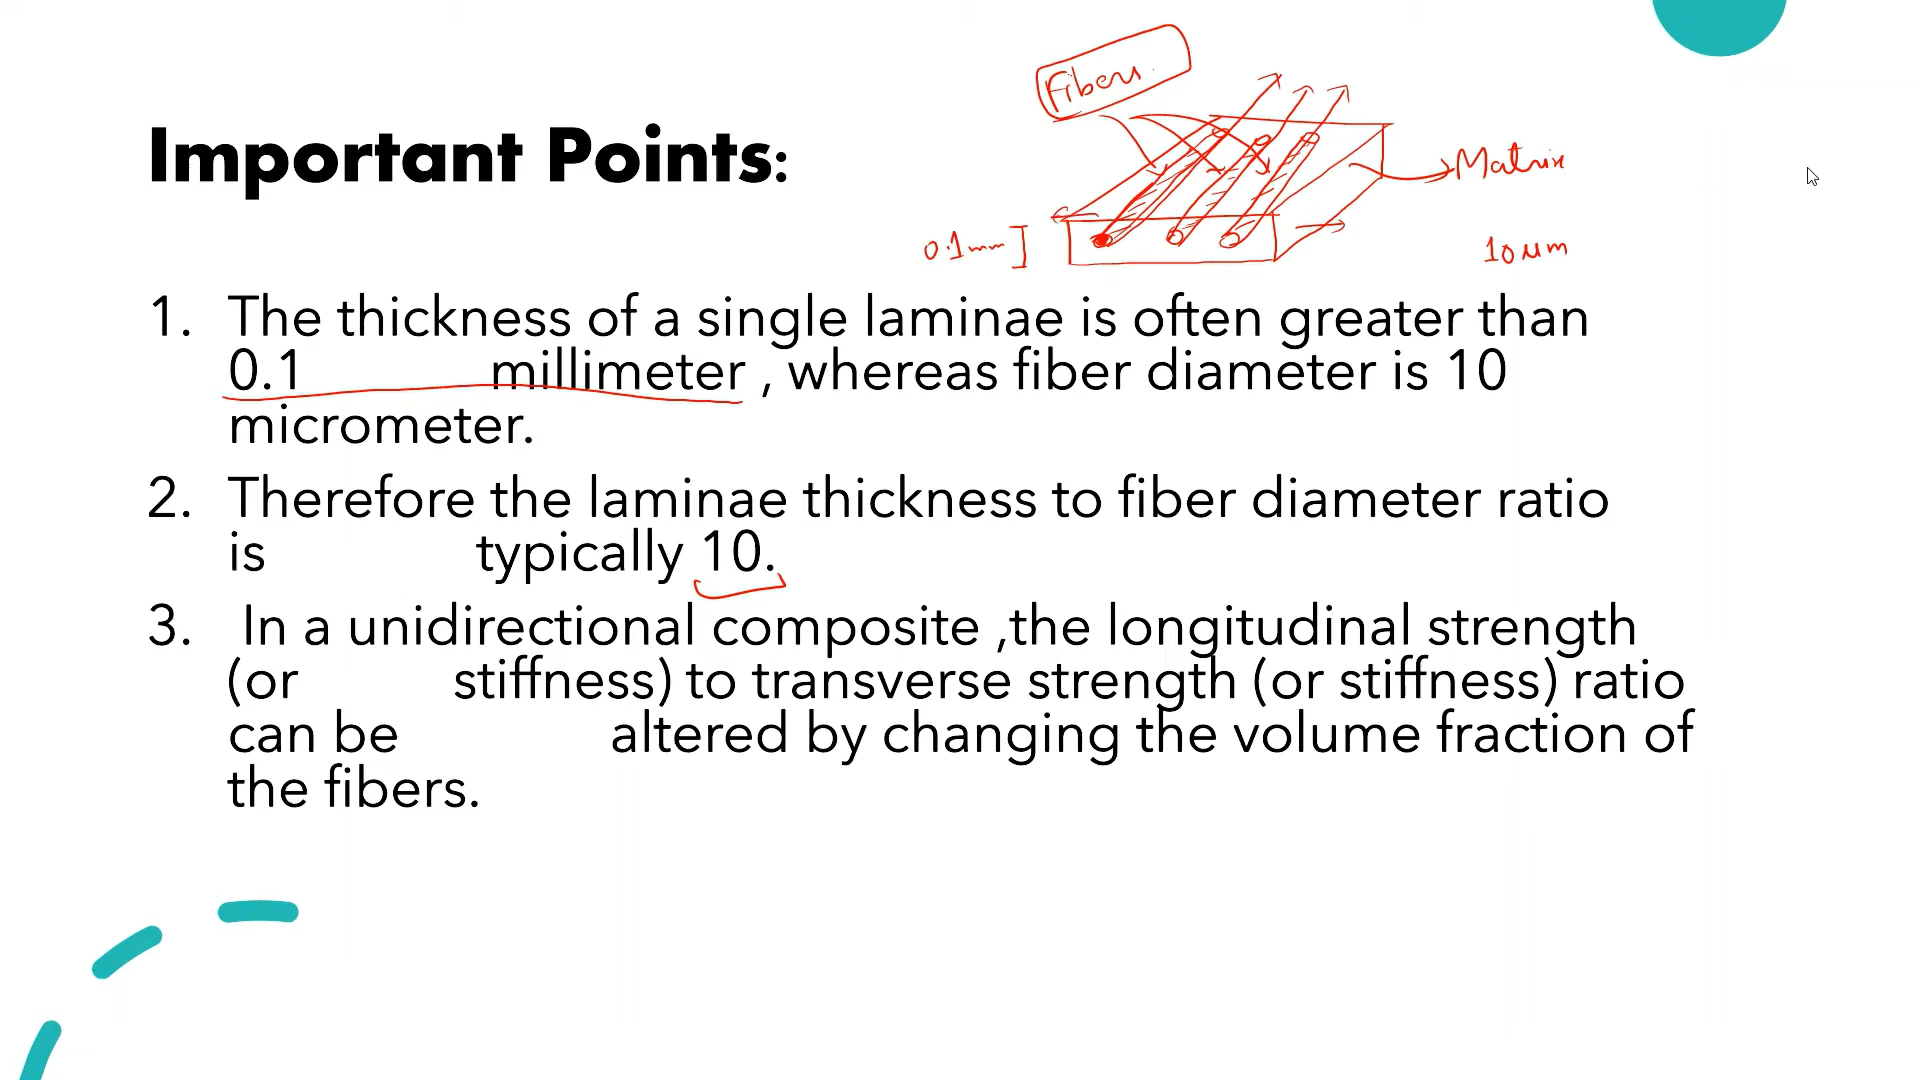 Fibers
Important Points:
Matrix
0.1mm
10 μm
1. The thickness of a single laminae is often greater than
0.1 millimeter , whereas fiber diameter is 10
micrometer.
2. Therefore the laminae thickness to fiber diameter ratio
is typically 10.
3. In a unidirectional composite ,the longitudinal strength
(or stiffness) to transverse strength (or stiffness) ratio
can be altered by changing the volume fraction of
the fibers.